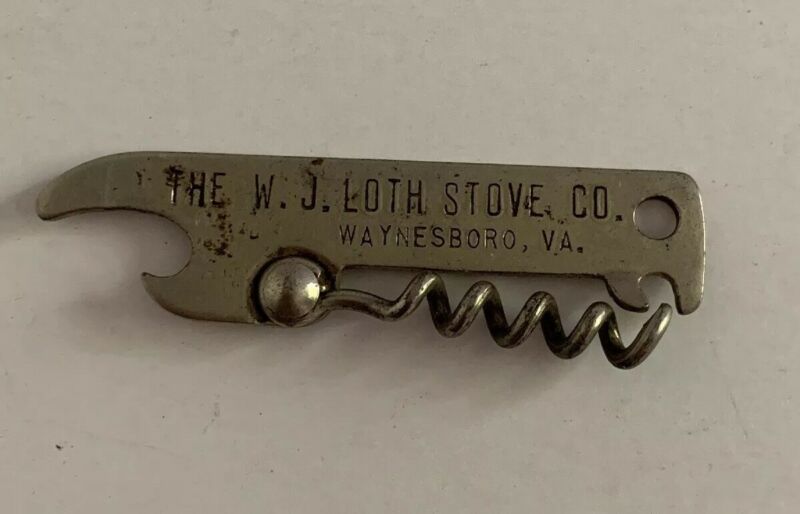 THE W. J. LOTH STOVE CO.
WAYNESBORO, VA.